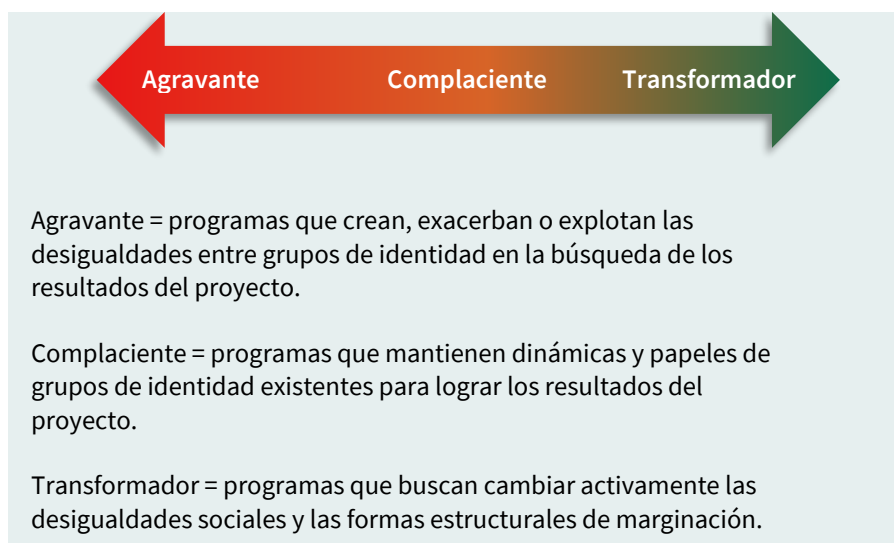 Agravante Complaciente Transformador
Agravante = programas que crean, exacerban o explotan las
desigualdades entre grupos de identidad en la búsqueda de los
resultados del proyecto.
Complaciente = programas que mantienen dinámicas y papeles de
grupos de identidad existentes para lograr los resultados del
proyecto.
Transformador = programas que buscan cambiar activamente las
desigualdades sociales y las formas estructurales de marginación.